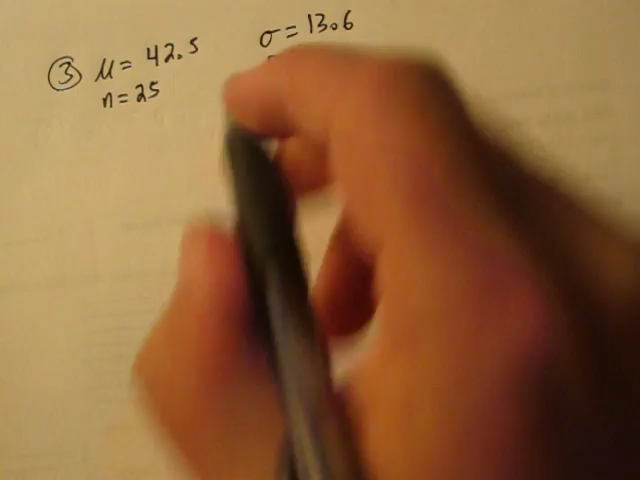 ③ μ = 42.5 σ = 13.6
n = 25